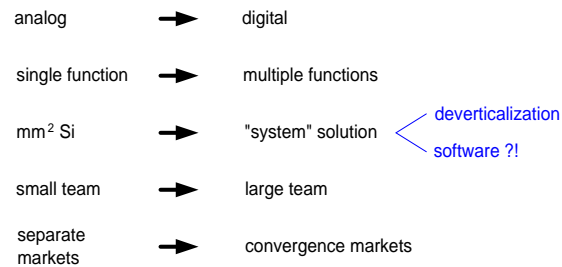 analog digital
single function multiple functions
deverticalization
mm² Si "system" solution
software ?!
small team large team
separate
markets
convergence markets